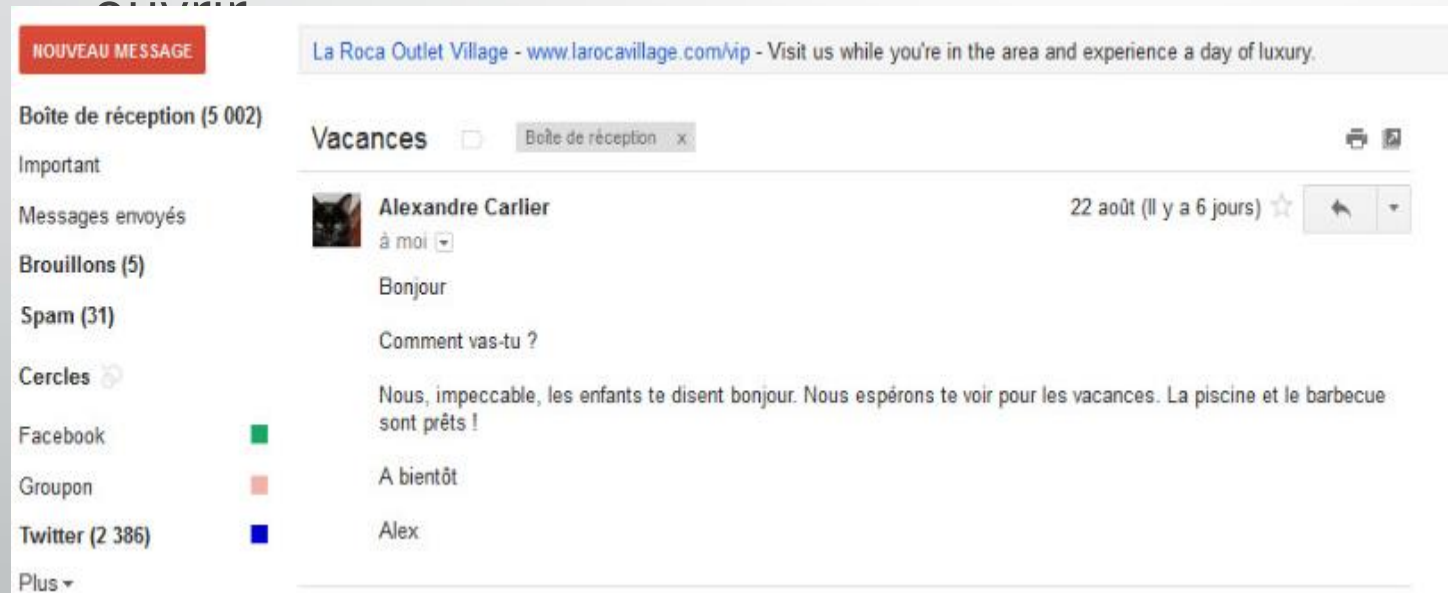 ouvrir
NOUVEAU MESSAGE
La Roca Outlet Village - www.larocavillage.com/vip - Visit us while you're in the area and experience a day of luxury.
Boîte de réception (5 002)
Important
Messages envoyés
Brouillons (5)
Spam (31)
Cercles
Facebook
Groupon
Twitter (2 386)
Plus
Vacances
Boîte de réception x
Alexandre Carlier
22 août (Il y a 6 jours)
à moi
Bonjour
Comment vas-tu ?
Nous, impeccable, les enfants te disent bonjour. Nous espérons te voir pour les vacances. La piscine et le barbecue
sont prêts !
A bientôt
Alex